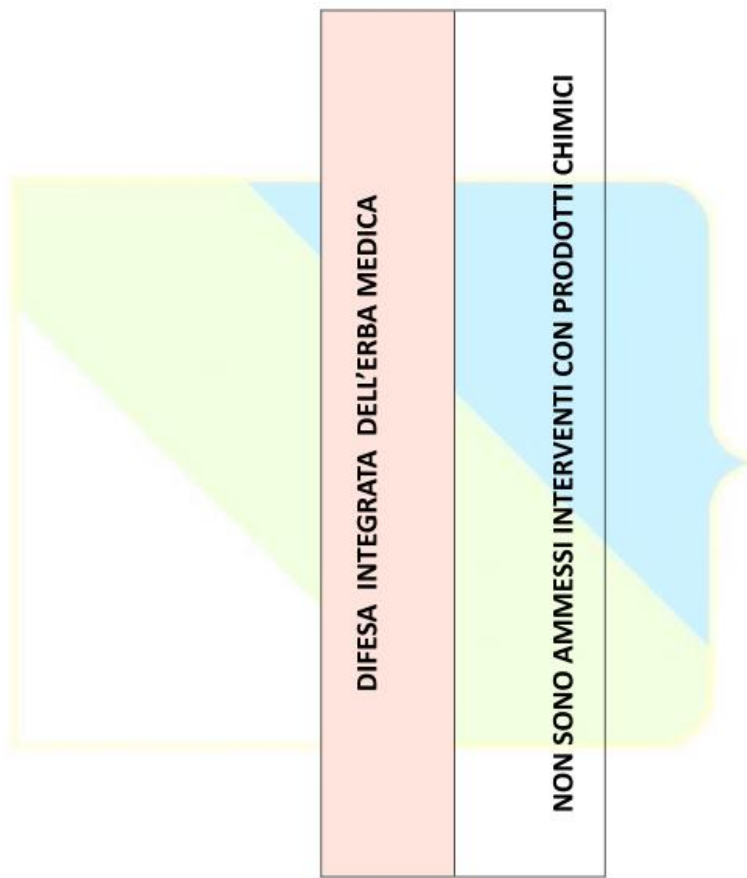 DIFESA INTEGRATA DELL'ERBA MEDICA
NON SONO AMMESSI INTERVENTI CON PRODOTTI CHIMICI